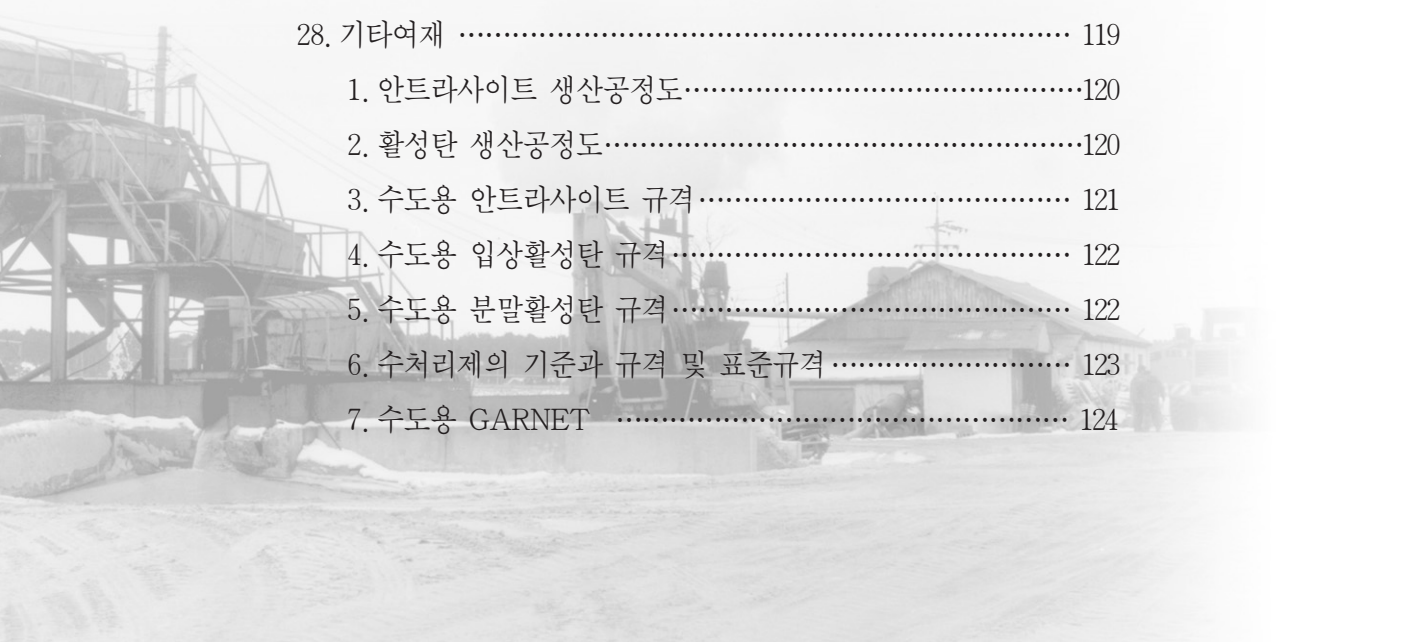 28. 기타여재 ………………………………………………………… 119
1. 안트라사이트 생산공정도……………………………………120
2. 활성탄 생산공정도………………………………………………120
3. 수도용 안트라사이트 규격………………………………… 121
4. 수도용 입상활성탄 규격…………………………………… 122
5. 수도용 분말활성탄 규격…………………………………… 122
6. 수처리제의 기준과 규격 및 표준규격…………………… 123
7. 수도용 GARNET ………………………………………… 124